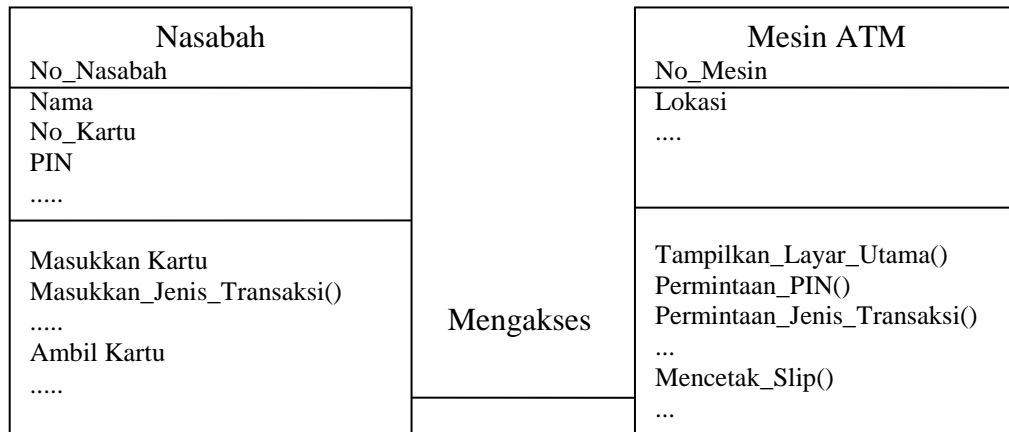 Nasabah
No_Nasabah
Nama
No_Kartu
PIN
.....
Masukkan Kartu
Masukkan_Jenis_Transaksi()
.....
Ambil Kartu
.....
Mengakses
Mesin ATM
No_Mesin
Lokasi
....
Tampilkan_Layar_Utama()
Permintaan_PIN()
Permintaan_Jenis_Transaksi()
...
Mencetak_Slip()
...